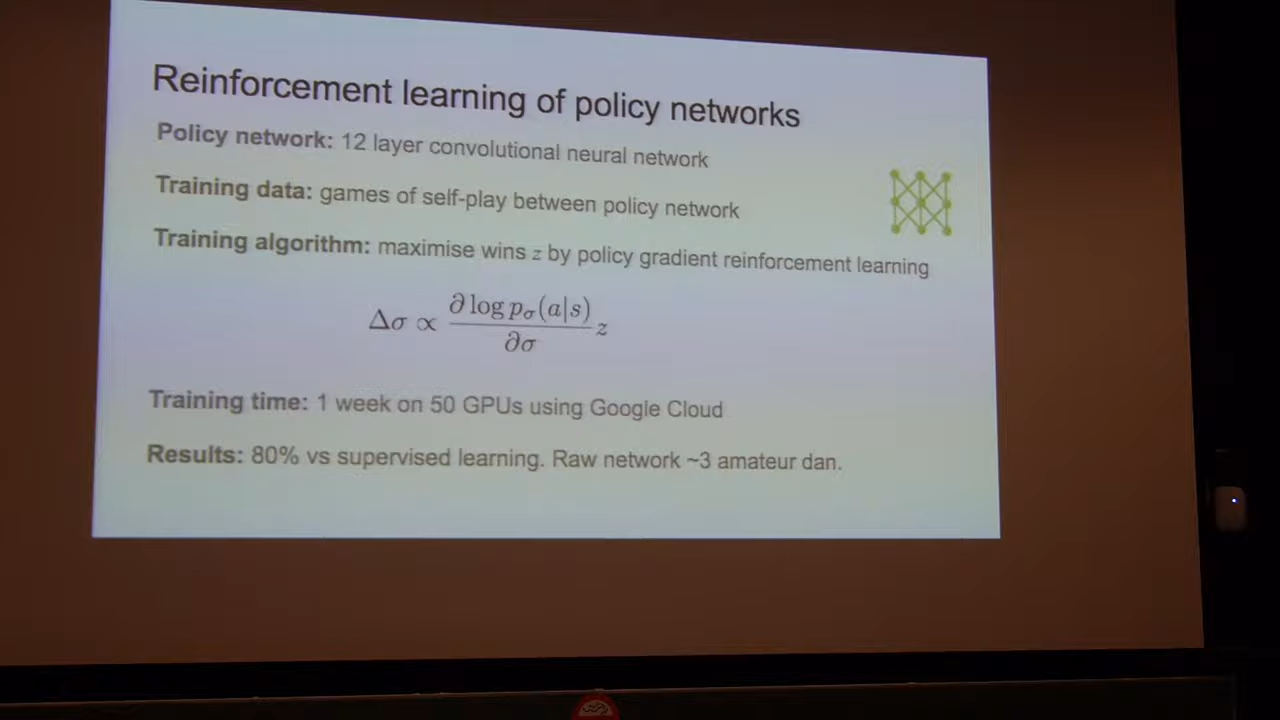 Reinforcement learning of policy networks
Policy network: 12 layer convolutional neural network
Training data: games of self-play between policy network
Training algorithm: maximise wins z by policy gradient reinforcement learning
Δσ ∝ ∂ log pσ(a|s) / ∂σ z
Training time: 1 week on 50 GPUs using Google Cloud
Results: 80% vs supervised learning. Raw network ~3 amateur dan.